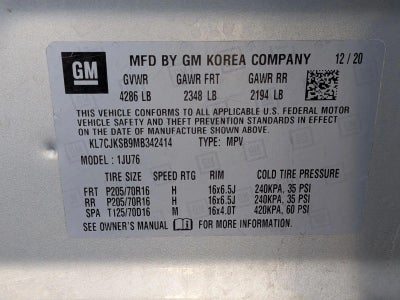 GM
MFD BY GM KOREA COMPANY 12/20
GVWR GAWR FRT GAWR RR
4286 LB 2348 LB 2194 LB
THIS VEHICLE CONFORMS TO ALL APPLICABLE U.S. FEDERAL MOTOR
VEHICLE SAFETY AND THEFT PREVENTION STANDARDS IN EFFECT ON
THE DATE OF MANUFACTURE SHOWN ABOVE.
KL7CJKSB9MB342414 TYPE: MPV
MODEL: 1JU76
TIRE SIZE SPEED RTG RIM COLD TIRE PRESSURE
FRT P205/70R16 H 16x6.5J 240KPA, 35 PSI
RR P205/70R16 H 16x6.5J 240KPA, 35 PSI
SPA T125/70D16 M 16x4.0T 420KPA, 60 PSI
SEE OWNER'S MANUAL FOR MORE INFORMATION.